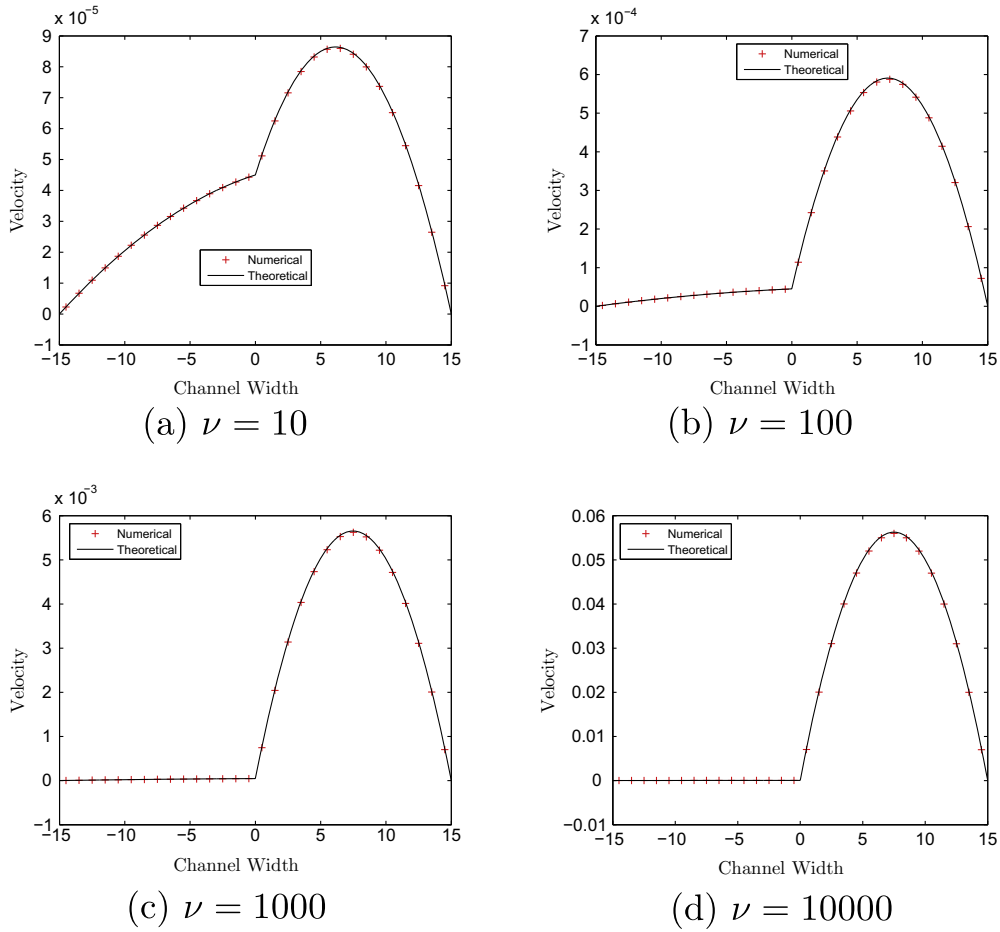 x 10⁻⁵
9
8
7
6
5
4
3
2
1
0
−1
−15 −10 −5 0 5 10 15
Velocity
Channel Width
Numerical
Theoretical
(a) ν = 10
x 10⁻⁴
7
6
5
4
3
2
1
0
−1
−15 −10 −5 0 5 10 15
Velocity
Channel Width
Numerical
Theoretical
(b) ν = 100
x 10⁻³
6
5
4
3
2
1
0
−1
−15 −10 −5 0 5 10 15
Velocity
Channel Width
Numerical
Theoretical
(c) ν = 1000
0.06
0.05
0.04
0.03
0.02
0.01
0
−0.01
−15 −10 −5 0 5 10 15
Velocity
Channel Width
Numerical
Theoretical
(d) ν = 10000